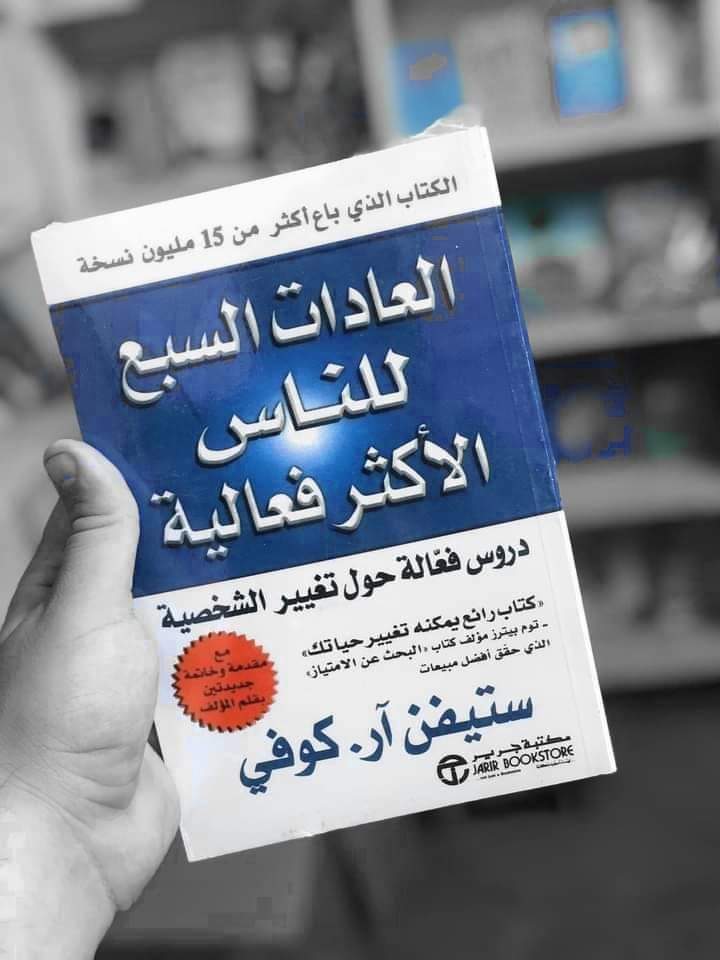 الكتاب الذي باع أكثر من 15 مليون نسخة
العادات السبع
للناس
الأكثر فعالية
دروس فعّالة حول تغيير الشخصية
«كتاب رائع يمكنه تغيير حياتك»
ـ توم بيترز مؤلف كتاب «البحث عن الامتياز»
الذي حقق أفضل مبيعات
مع
مقدمة وخاتمة
جديدتين
بقلم المؤلف
ستيفن آر. كوفي
مكتبة جرير
JARIR BOOKSTORE